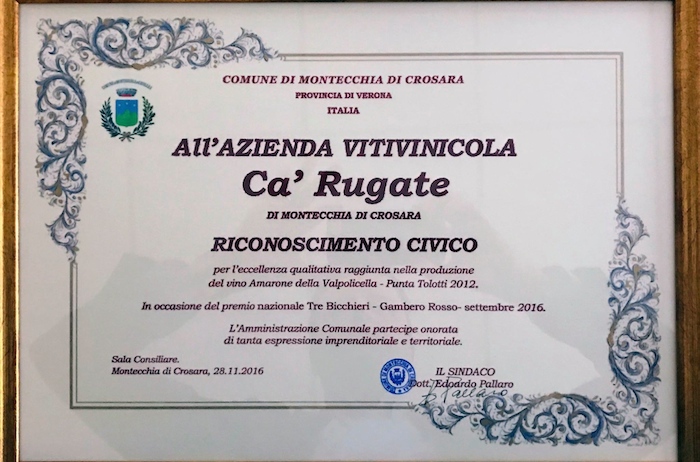 COMUNE DI MONTECCHIA DI CROSARA
PROVINCIA DI VERONA
ITALIA
All'AZIENDA VITIVINICOLA
Ca' Rugate
DI MONTECCHIA DI CROSARA
RICONOSCIMENTO CIVICO
per l'eccellenza qualitativa raggiunta nella produzione
del vino Amarone della Valpolicella - Punta Tolotti 2012.
In occasione del premio nazionale Tre Bicchieri - Gambero Rosso- settembre 2016.
L'Amministrazione Comunale partecipe onorata
di tanta espressione imprenditoriale e territoriale.
Sala Consiliare.
Montecchia di Crosara, 28.11.2016
IL SINDACO
Dott. Edoardo Pallaro
E Pallaro